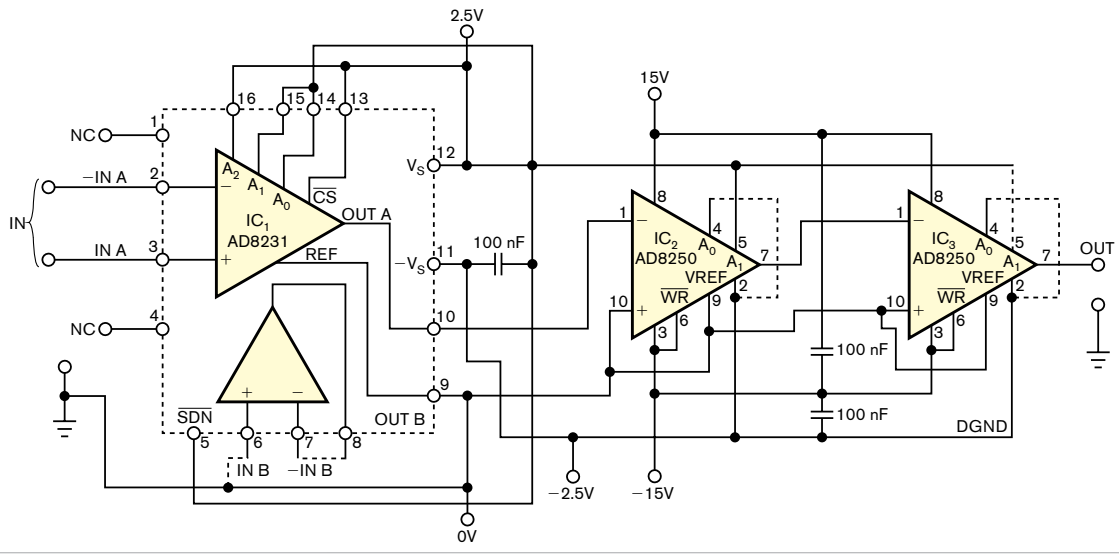 2.5V
15V
16
15
14
13
1
NC
12
VS
8
8
−IN A
2
A2
−
A1
A0
CS
1
−
4
1
−
4
IN
IC1
AD8231
OUT A
IC2
AD8250
A0
5
A1
7
IC3
AD8250
A0
5
A1
7
OUT
IN A
3
+
REF
11
−VS
100 nF
VREF
2
VREF
2
WR
9
WR
9
10
+
10
+
NC
4
10
3
6
3
6
100 nF
+
−
9
SDN
OUT B
100 nF
DGND
5
6
7
8
IN B
−IN B
−2.5V
−15V
0V